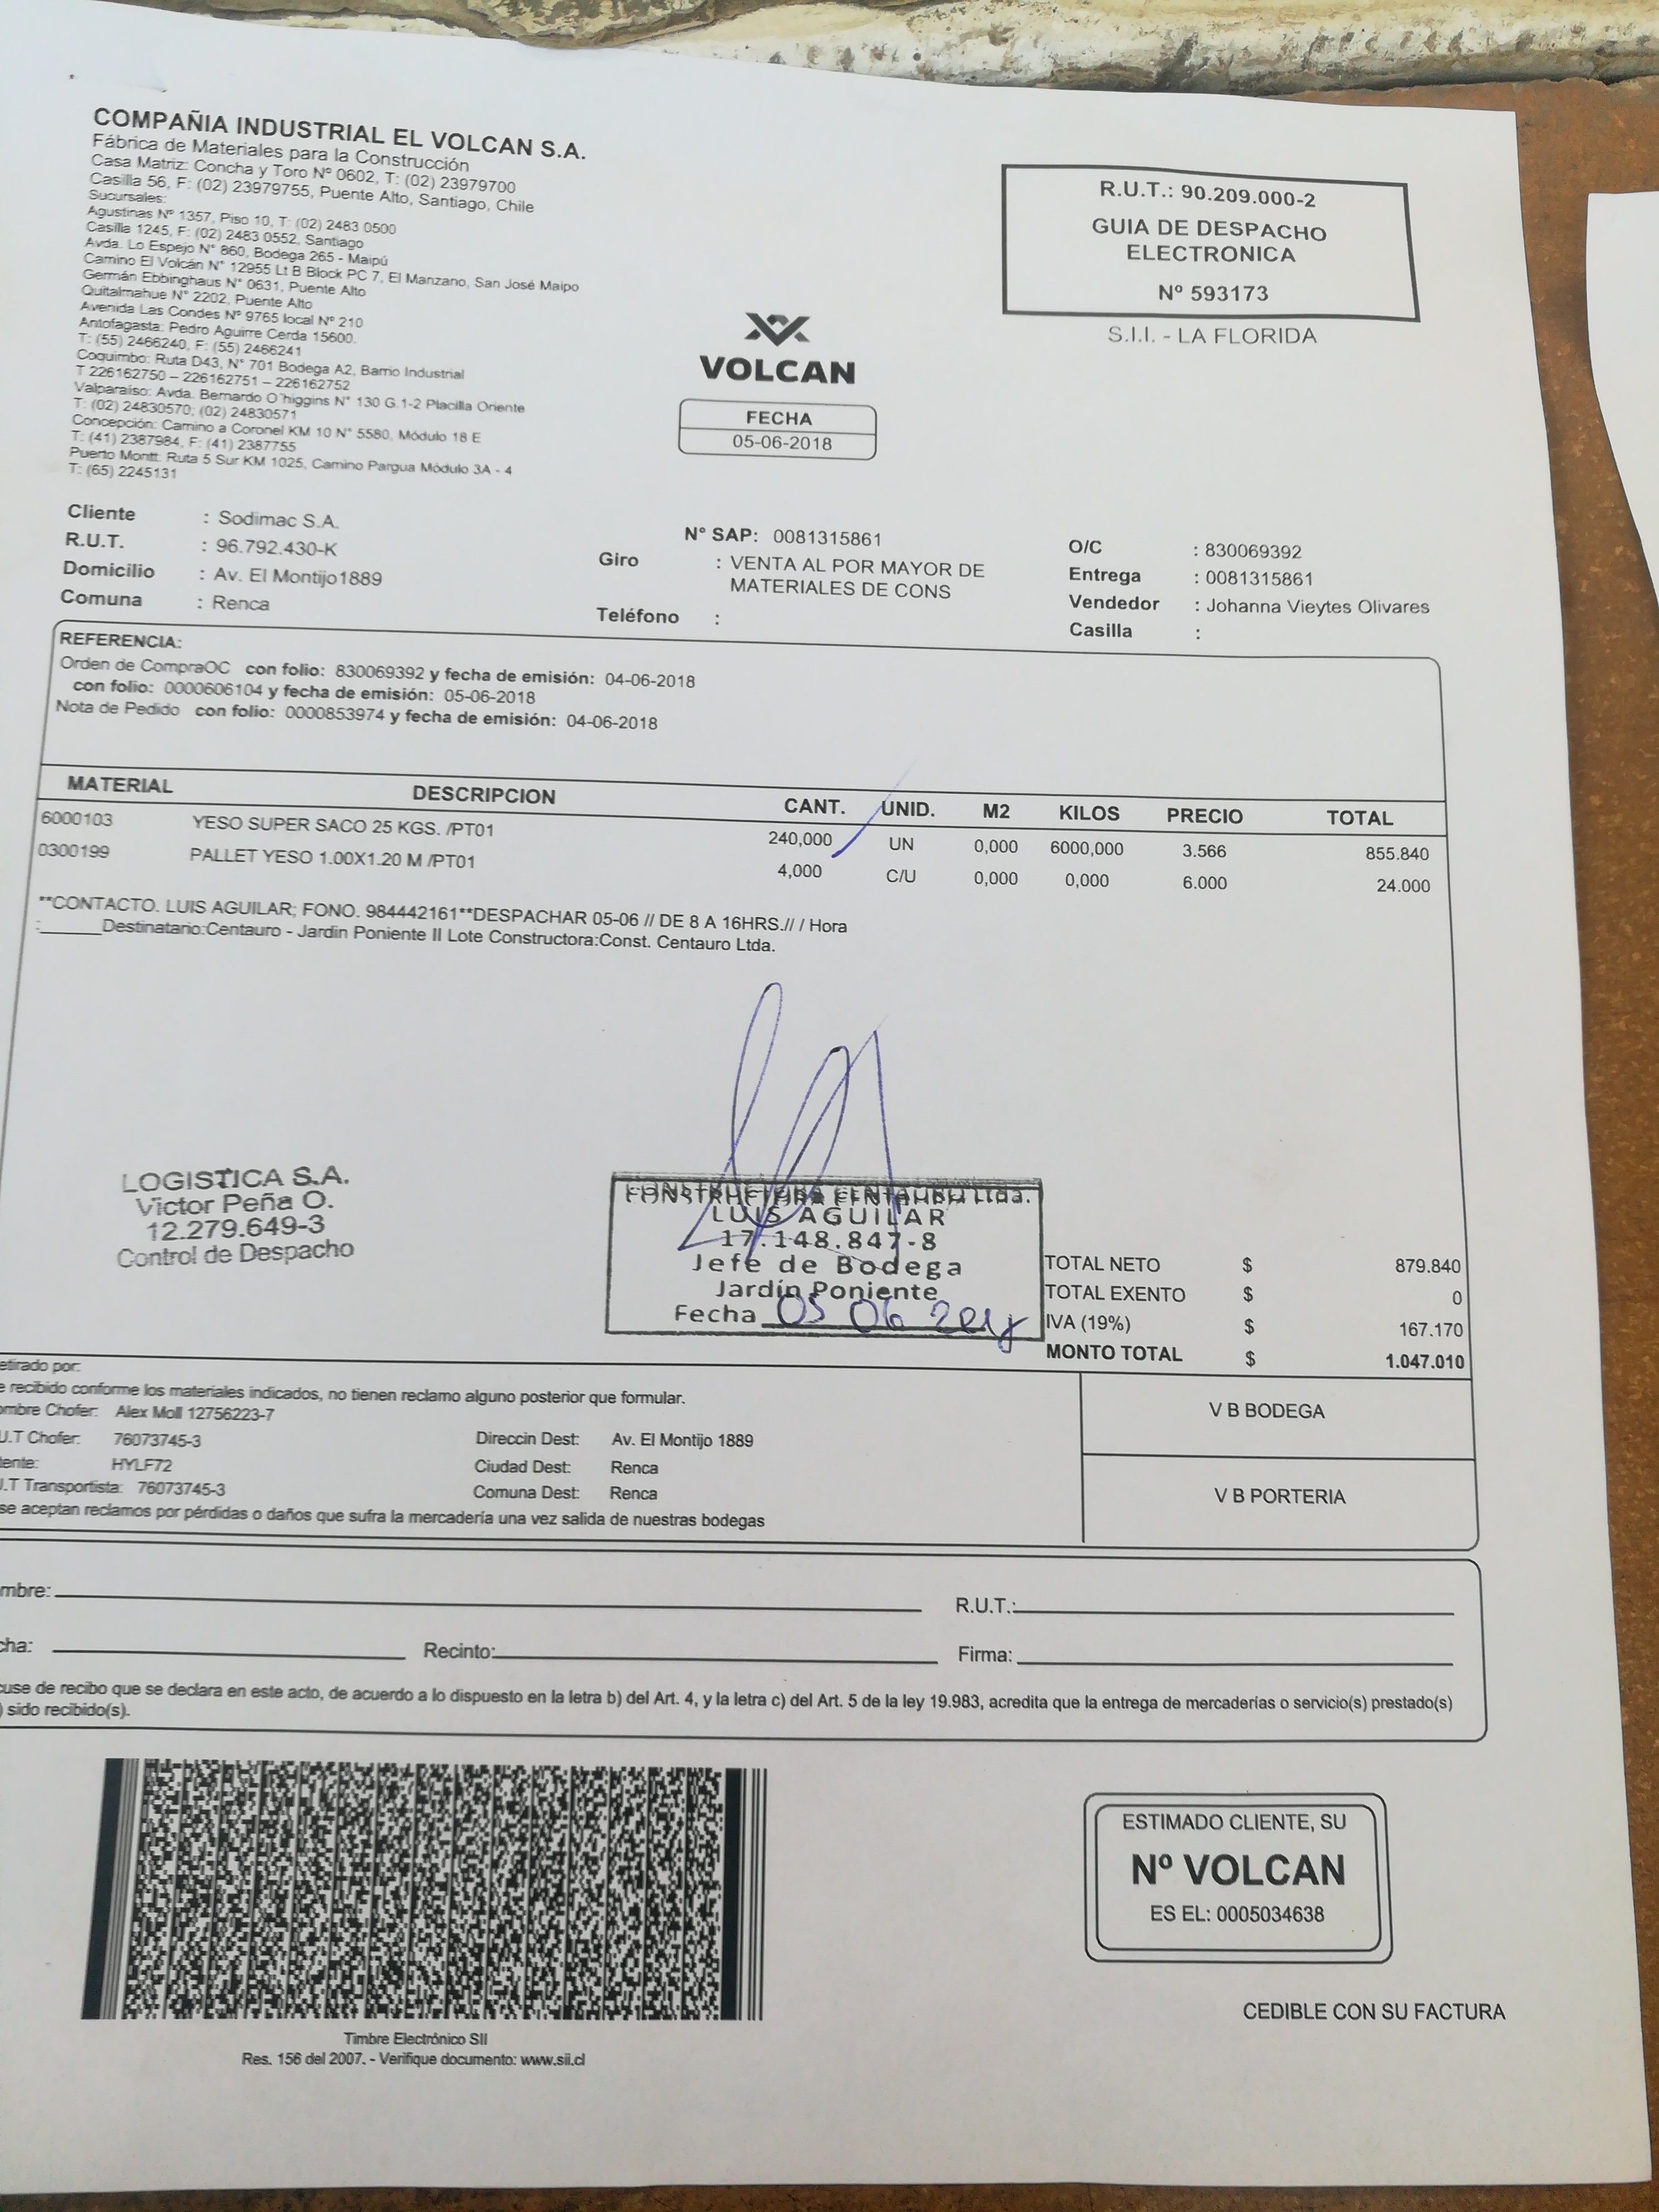 COMPAÑIA INDUSTRIAL EL VOLCAN S.A.
Fábrica de Materiales para la Construcción
Casa Matriz: Concha y Toro Nº 0602, T: (02) 23979700
Casilla 56, F: (02) 23979755, Puente Alto, Santiago, Chile
Sucursales:
Agustinas Nº 1357, Piso 10, T: (02) 2483 0500
Casilla 1245, F: (02) 2483 0552, Santiago
Avda. Lo Espejo N° 860, Bodega 265 - Maipú
Camino El Volcán N° 12955 Lt B Block PC 7, El Manzano, San José Maipo
Germán Ebbinghaus N° 0631, Puente Alto
Quitalmahue N° 2202, Puente Alto
Avenida Las Condes Nº 9765 local Nº 210
Antofagasta: Pedro Aguirre Cerda 15600.
T: (55) 2466240, F: (55) 2466241
Coquimbo: Ruta D43, N° 701 Bodega A2, Barrio Industrial
T 226162750 – 226162751 – 226162752
Valparaíso: Avda. Bernardo O´higgins N° 130 G.1-2 Placilla Oriente
T: (02) 24830570; (02) 24830571
Concepción: Camino a Coronel KM 10 N° 5580, Módulo 18 E
T: (41) 2387984, F: (41) 2387755
Puerto Montt: Ruta 5 Sur KM 1025, Camino Pargua Módulo 3A - 4
T: (65) 2245131
R.U.T.: 90.209.000-2
GUIA DE DESPACHO
ELECTRONICA
Nº 593173
S.I.I. - LA FLORIDA
VOLCAN
FECHA
05-06-2018
Cliente : Sodimac S.A.
R.U.T. : 96.792.430-K
Domicilio : Av. El Montijo1889
Comuna : Renca
N° SAP: 0081315861
Giro : VENTA AL POR MAYOR DE
MATERIALES DE CONS
Teléfono :
O/C : 830069392
Entrega : 0081315861
Vendedor : Johanna Vieytes Olivares
Casilla :
REFERENCIA:
Orden de CompraOC con folio: 830069392 y fecha de emisión: 04-06-2018
con folio: 0000606104 y fecha de emisión: 05-06-2018
Nota de Pedido con folio: 0000853974 y fecha de emisión: 04-06-2018
MATERIAL DESCRIPCION CANT. UNID. M2 KILOS PRECIO TOTAL
6000103 YESO SUPER SACO 25 KGS. /PT01 240,000 UN 0,000 6000,000 3.566 855.840
0300199 PALLET YESO 1.00X1.20 M /PT01 4,000 C/U 0,000 0,000 6.000 24.000
**CONTACTO. LUIS AGUILAR; FONO. 984442161**DESPACHAR 05-06 // DE 8 A 16HRS.// / Hora
:______Destinatario:Centauro - Jardin Poniente II Lote Constructora:Const. Centauro Ltda.
LOGISTICA S.A.
Victor Peña O.
12.279.649-3
Control de Despacho
CONSTRUCTORA CENTAURO Ltda.
LUIS AGUILAR
17.148.847-8
Jefe de Bodega
Jardín Poniente
Fecha 05 06 2018
TOTAL NETO $ 879.840
TOTAL EXENTO $ 0
IVA (19%) $ 167.170
MONTO TOTAL $ 1.047.010
etirado por:
e recibido conforme los materiales indicados, no tienen reclamo alguno posterior que formular.
ombre Chofer: Alex Moll 12756223-7
U.T Chofer: 76073745-3
tente: HYLF72
J.T Transportista: 76073745-3
Direccin Dest: Av. El Montijo 1889
Ciudad Dest: Renca
Comuna Dest: Renca
se aceptan reclamos por pérdidas o daños que sufra la mercadería una vez salida de nuestras bodegas
V B BODEGA
V B PORTERIA
mbre:
R.U.T.:
cha:
Recinto:
Firma:
cuse de recibo que se declara en este acto, de acuerdo a lo dispuesto en la letra b) del Art. 4, y la letra c) del Art. 5 de la ley 19.983, acredita que la entrega de mercaderías o servicio(s) prestado(s)
) sido recibido(s).
Timbre Electrónico SII
Res. 156 del 2007. - Verifique documento: www.sii.cl
ESTIMADO CLIENTE, SU
Nº VOLCAN
ES EL: 0005034638
CEDIBLE CON SU FACTURA